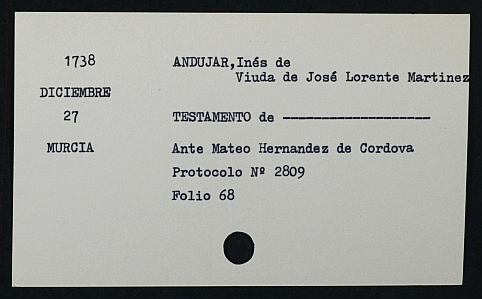 1738 ANDUJAR,Inés de
Viuda de José Lorente Martinez
DICIEMBRE
27 TESTAMENTO de -------------------
MURCIA Ante Mateo Hernandez de Cordova
Protocolo Nº 2809
Folio 68